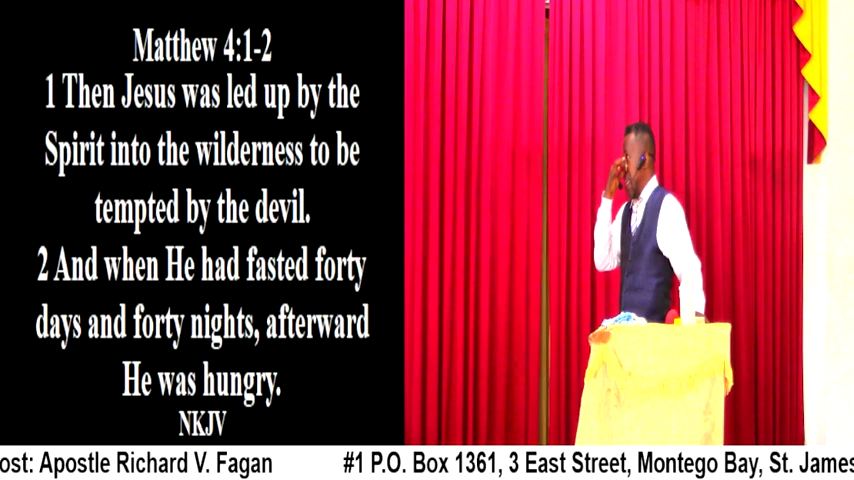 Matthew 4:1-2
1 Then Jesus was led up by the
Spirit into the wilderness to be
tempted by the devil.
2 And when He had fasted forty
days and forty nights, afterward
He was hungry.
NKJV
ost: Apostle Richard V. Fagan #1 P.O. Box 1361, 3 East Street, Montego Bay, St. James